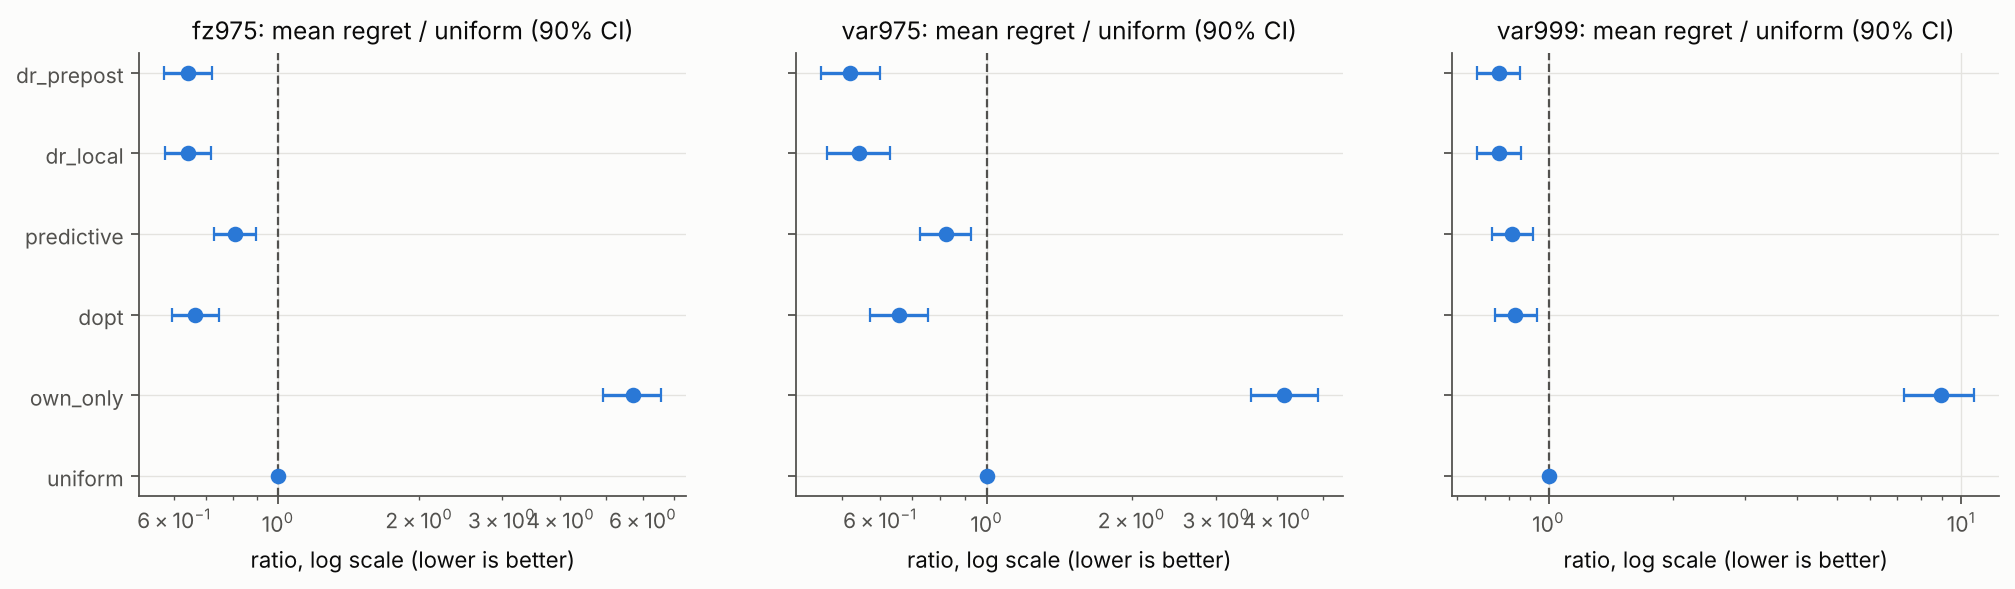 fz975: mean regret / uniform (90% CI)
dr_prepost
dr_local
predictive
dopt
own_only
uniform
6 × 10⁻¹ 10⁰ 2 × 10⁰ 3 × 10⁰ 4 × 10⁰ 6 × 10⁰
ratio, log scale (lower is better)
var975: mean regret / uniform (90% CI)
6 × 10⁻¹ 10⁰ 2 × 10⁰ 3 × 10⁰ 4 × 10⁰
ratio, log scale (lower is better)
var999: mean regret / uniform (90% CI)
10⁰ 10¹
ratio, log scale (lower is better)